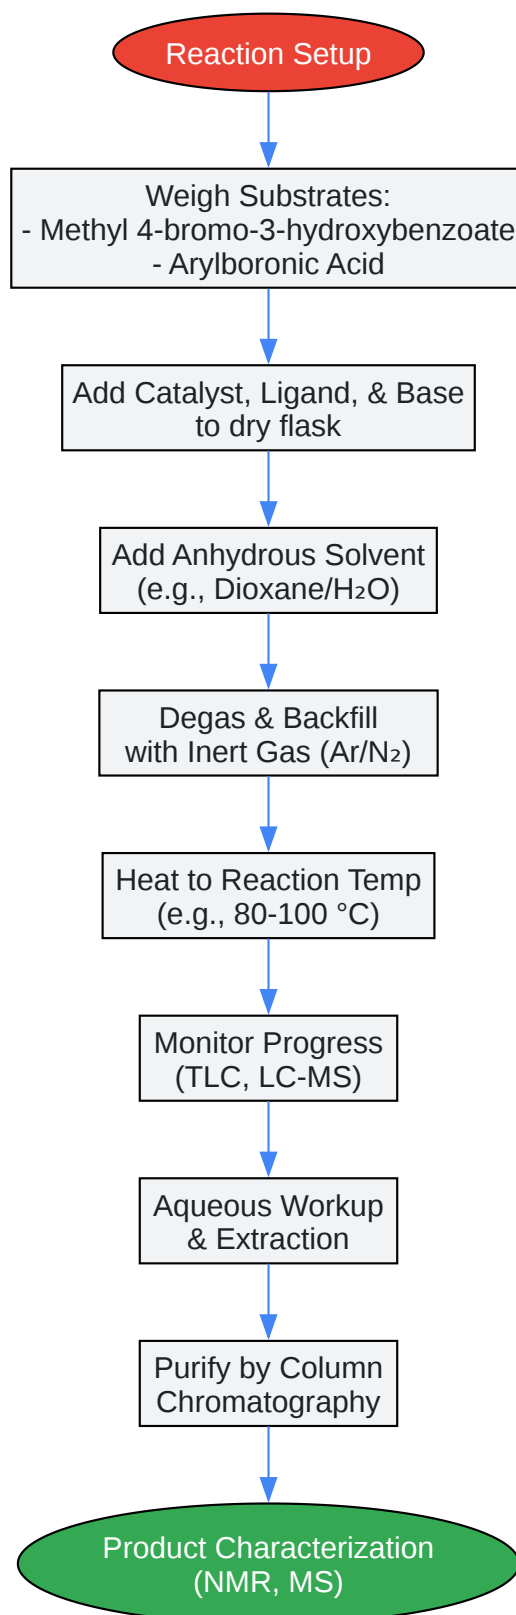 Reaction Setup
Weigh Substrates:
- Methyl 4-bromo-3-hydroxybenzoate
- Arylboronic Acid
Add Catalyst, Ligand, & Base
to dry flask
Add Anhydrous Solvent
(e.g., Dioxane/H₂O)
Degas & Backfill
with Inert Gas (Ar/N₂)
Heat to Reaction Temp
(e.g., 80-100 °C)
Monitor Progress
(TLC, LC-MS)
Aqueous Workup
& Extraction
Purify by Column
Chromatography
Product Characterization
(NMR, MS)